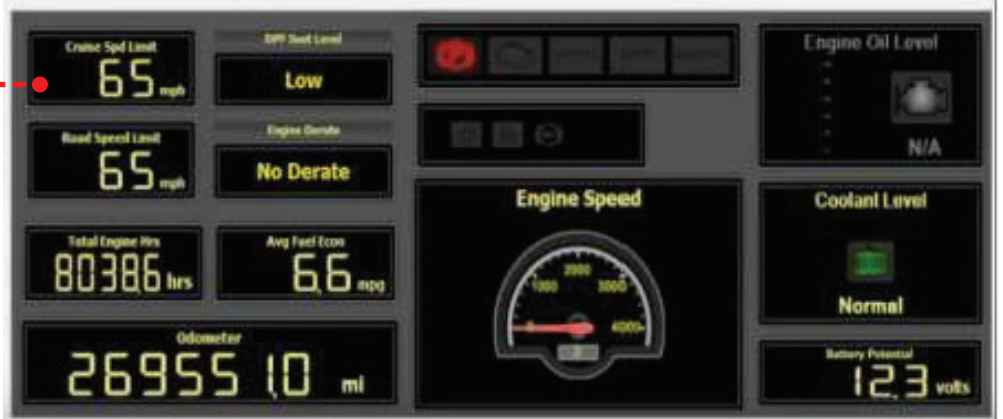 Cruise Spd Limit
65 mph
DPF Soot Level
Low
Road Speed Limit
65 mph
Engine Derate
No Derate
Total Engine Hrs
8038.6 hrs
Avg Fuel Econ
6.6 mpg
Odometer
269551.0 mi
Engine Speed
0
1000
2000
3000
4000
Engine Oil Level
N/A
Coolant Level
Normal
Battery Potential
12.3 volts